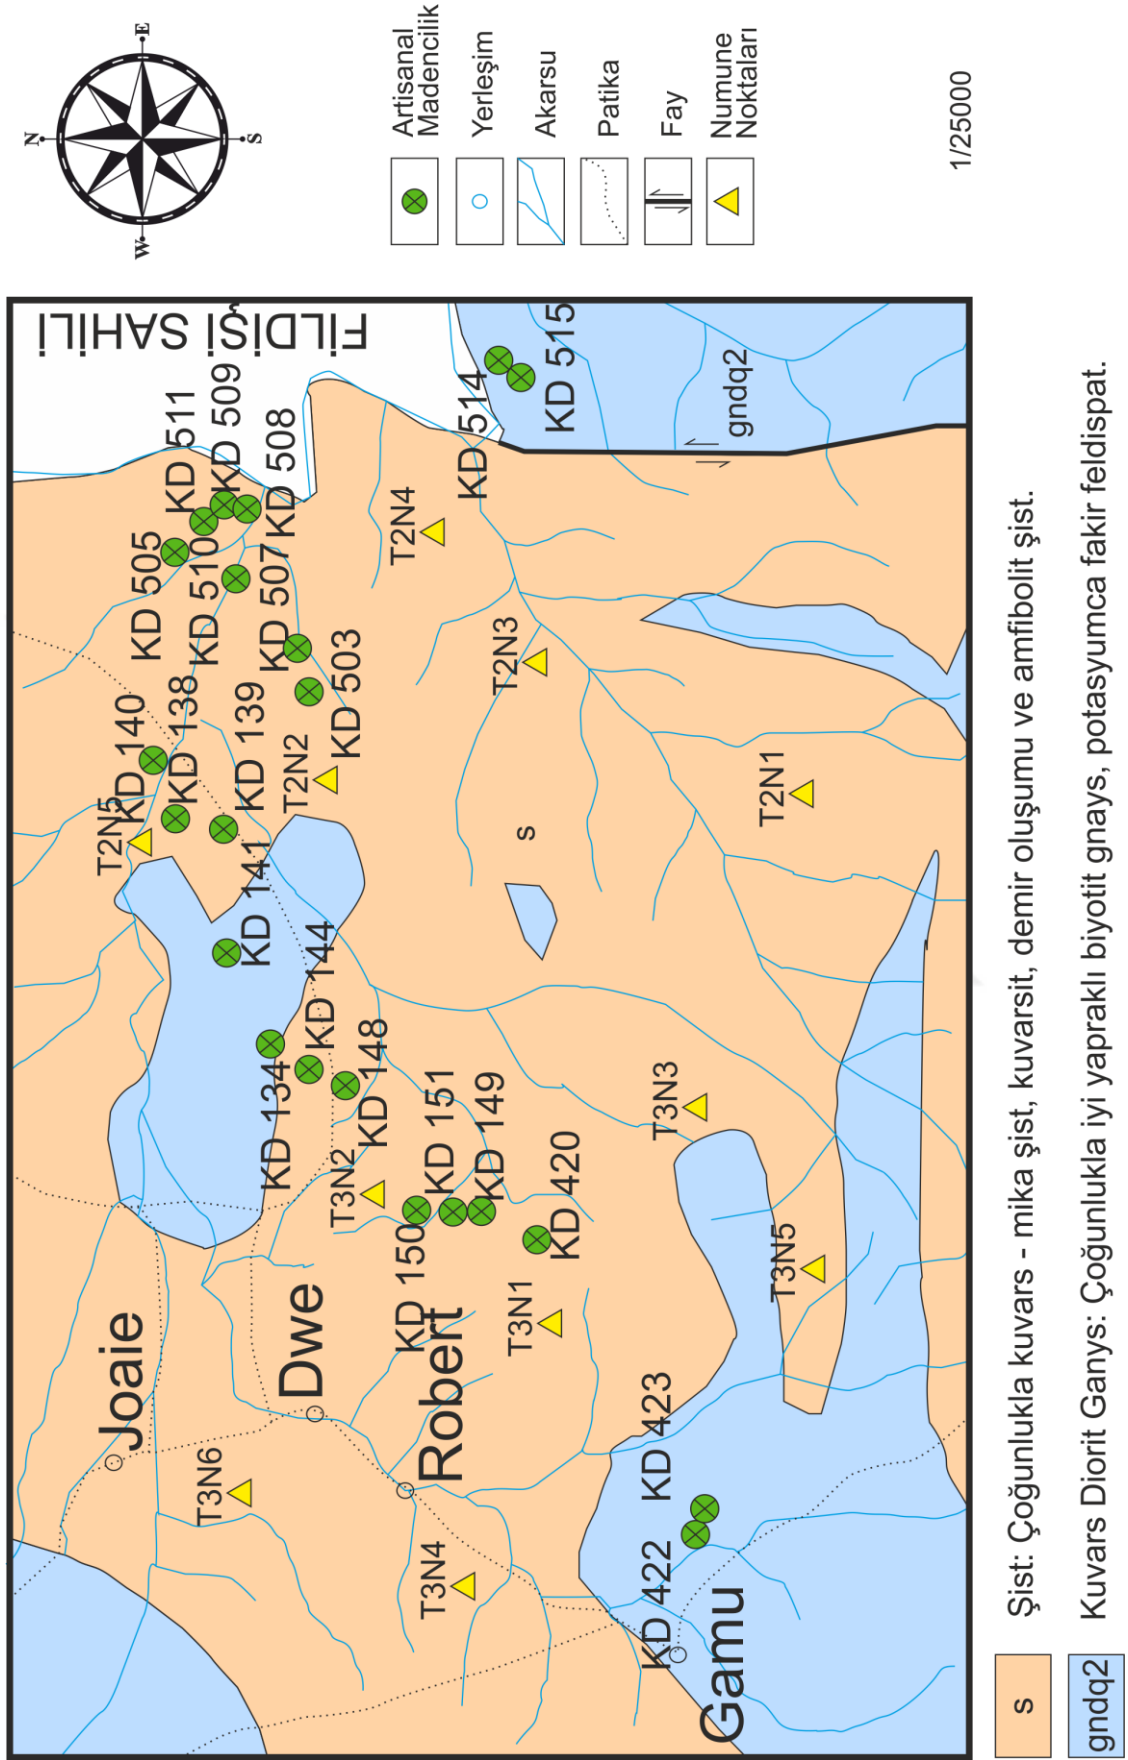 N
E
S
W
Artisanal
Madencilik
Yerleşim
Akarsu
Patika
Fay
Numune
Noktaları
1/25000
FİLDİŞİ SAHİLİ
KD 511
KD 509
KD 508
KD 505
KD 510
KD 507
KD 503
KD 514
KD 515
gndq2
T2N4
T2N3
T2N5
KD 140
KD 138
KD 139
T2N2
KD 141
KD 144
KD 134
KD 148
s
T2N1
T3N2
KD 151
KD 149
KD 150
KD 420
T3N3
T3N1
T3N5
Joaie
Dwe
Robert
T3N6
T3N4
KD 423
KD 422
Gamu
s
Şist: Çoğunlukla kuvars - mika şist, kuvarsit, demir oluşumu ve amfibolit şist.
gndq2
Kuvars Diorit Ganys: Çoğunlukla iyi yapraklı biyotit gnays, potasyumca fakir feldispat.